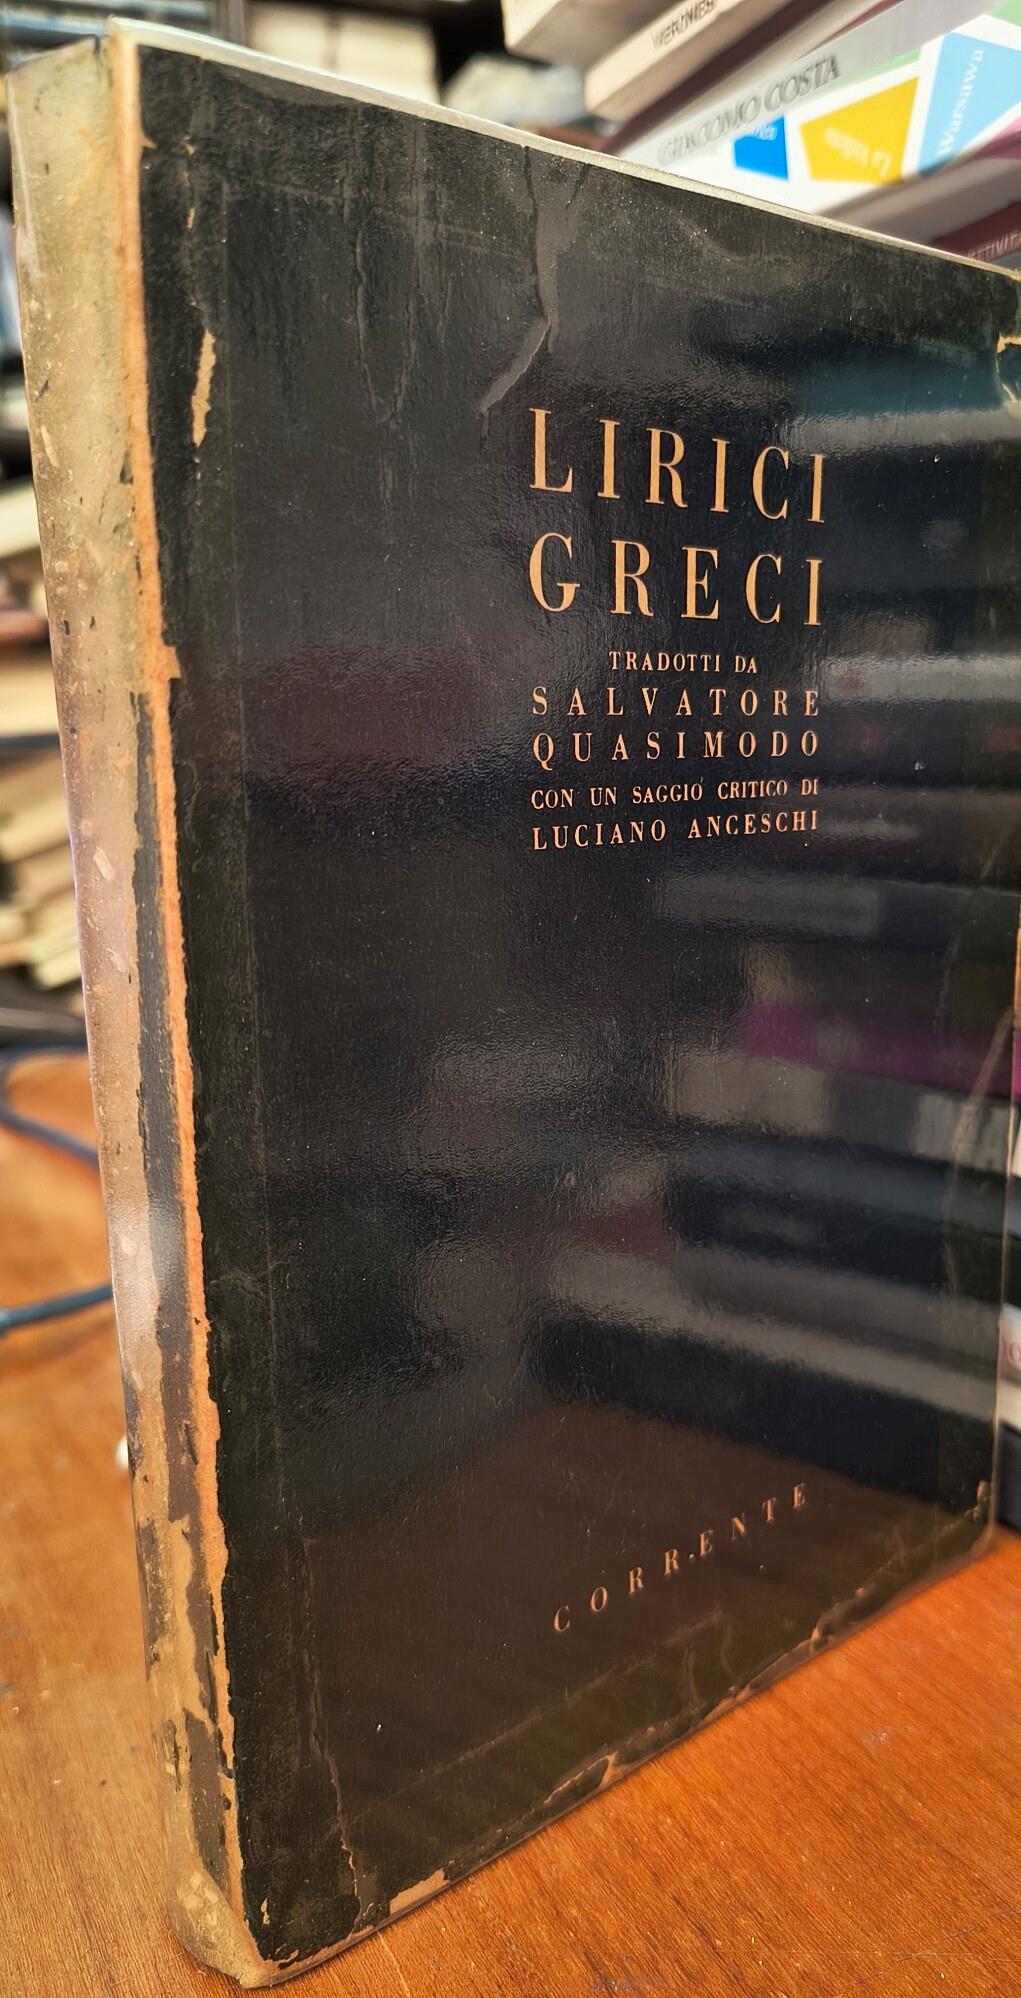 GIACOMO COSTA
Warsawa
LIRICI
GRECI
TRADOTTI DA
SALVATORE
QUASIMODO
CON UN SAGGIO CRITICO DI
LUCIANO ANCESCHI
CORRENTE